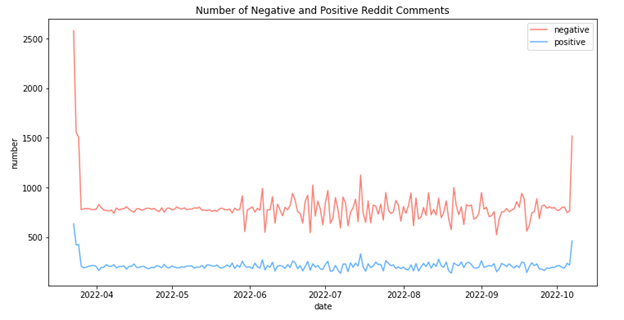 Number of Negative and Positive Reddit Comments
negative
positive
2500
2000
1500
1000
500
number
2022-04 2022-05 2022-06 2022-07 2022-08 2022-09 2022-10
date